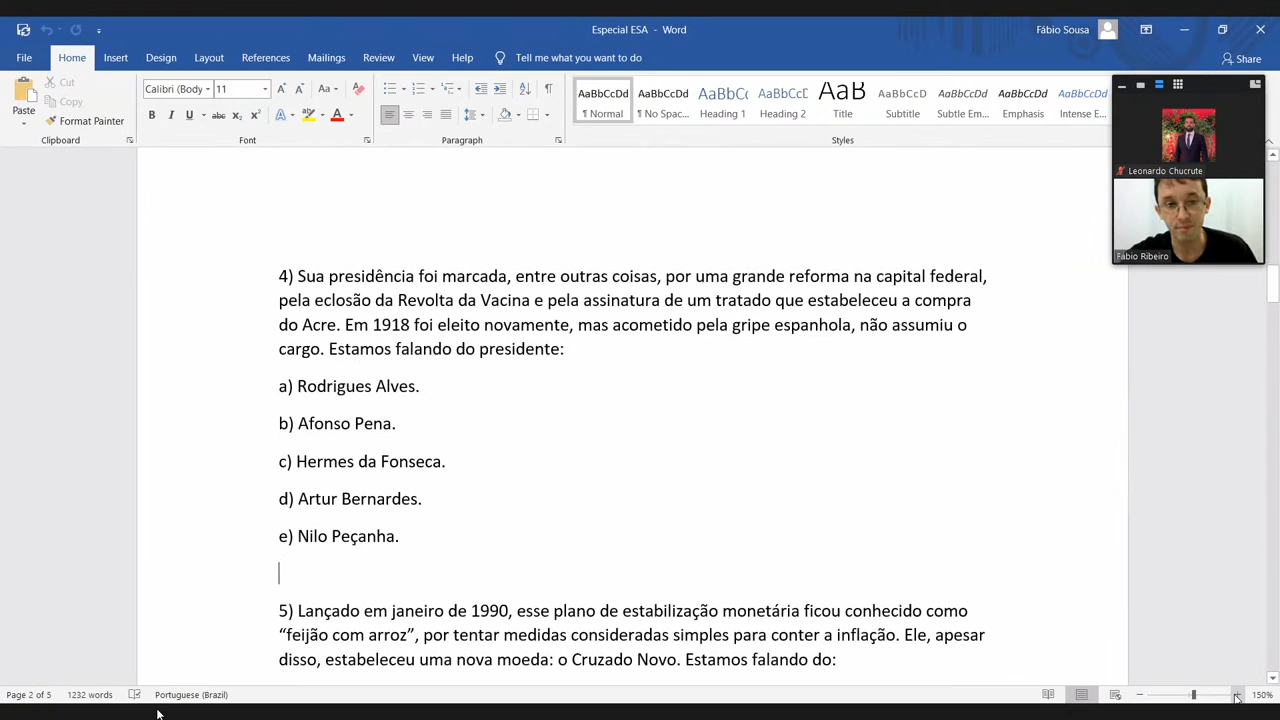 Especial ESA - Word
Fábio Sousa
File Home Insert Design Layout References Mailings Review View Help Tell me what you want to do
Share
Paste
Cut
Copy
Format Painter
Clipboard
Calibri (Body 11
Font
Paragraph
AaBbCcDd AaBbCcDd AaBbC AaBbCcD AaB AaBbCcD AaBbCcDd AaBbCcDd AaBbCcDd
¶ Normal ¶ No Spac... Heading 1 Heading 2 Title Subtitle Subtle Em... Emphasis Intense E...
Styles
Leonardo Chucrute
Fábio Ribeiro
4) Sua presidência foi marcada, entre outras coisas, por uma grande reforma na capital federal,
pela eclosão da Revolta da Vacina e pela assinatura de um tratado que estabeleceu a compra
do Acre. Em 1918 foi eleito novamente, mas acometido pela gripe espanhola, não assumiu o
cargo. Estamos falando do presidente:
a) Rodrigues Alves.
b) Afonso Pena.
c) Hermes da Fonseca.
d) Artur Bernardes.
e) Nilo Peçanha.
5) Lançado em janeiro de 1990, esse plano de estabilização monetária ficou conhecido como
“feijão com arroz”, por tentar medidas consideradas simples para conter a inflação. Ele, apesar
disso, estabeleceu uma nova moeda: o Cruzado Novo. Estamos falando do:
Page 2 of 5 1232 words Portuguese (Brazil) 150%